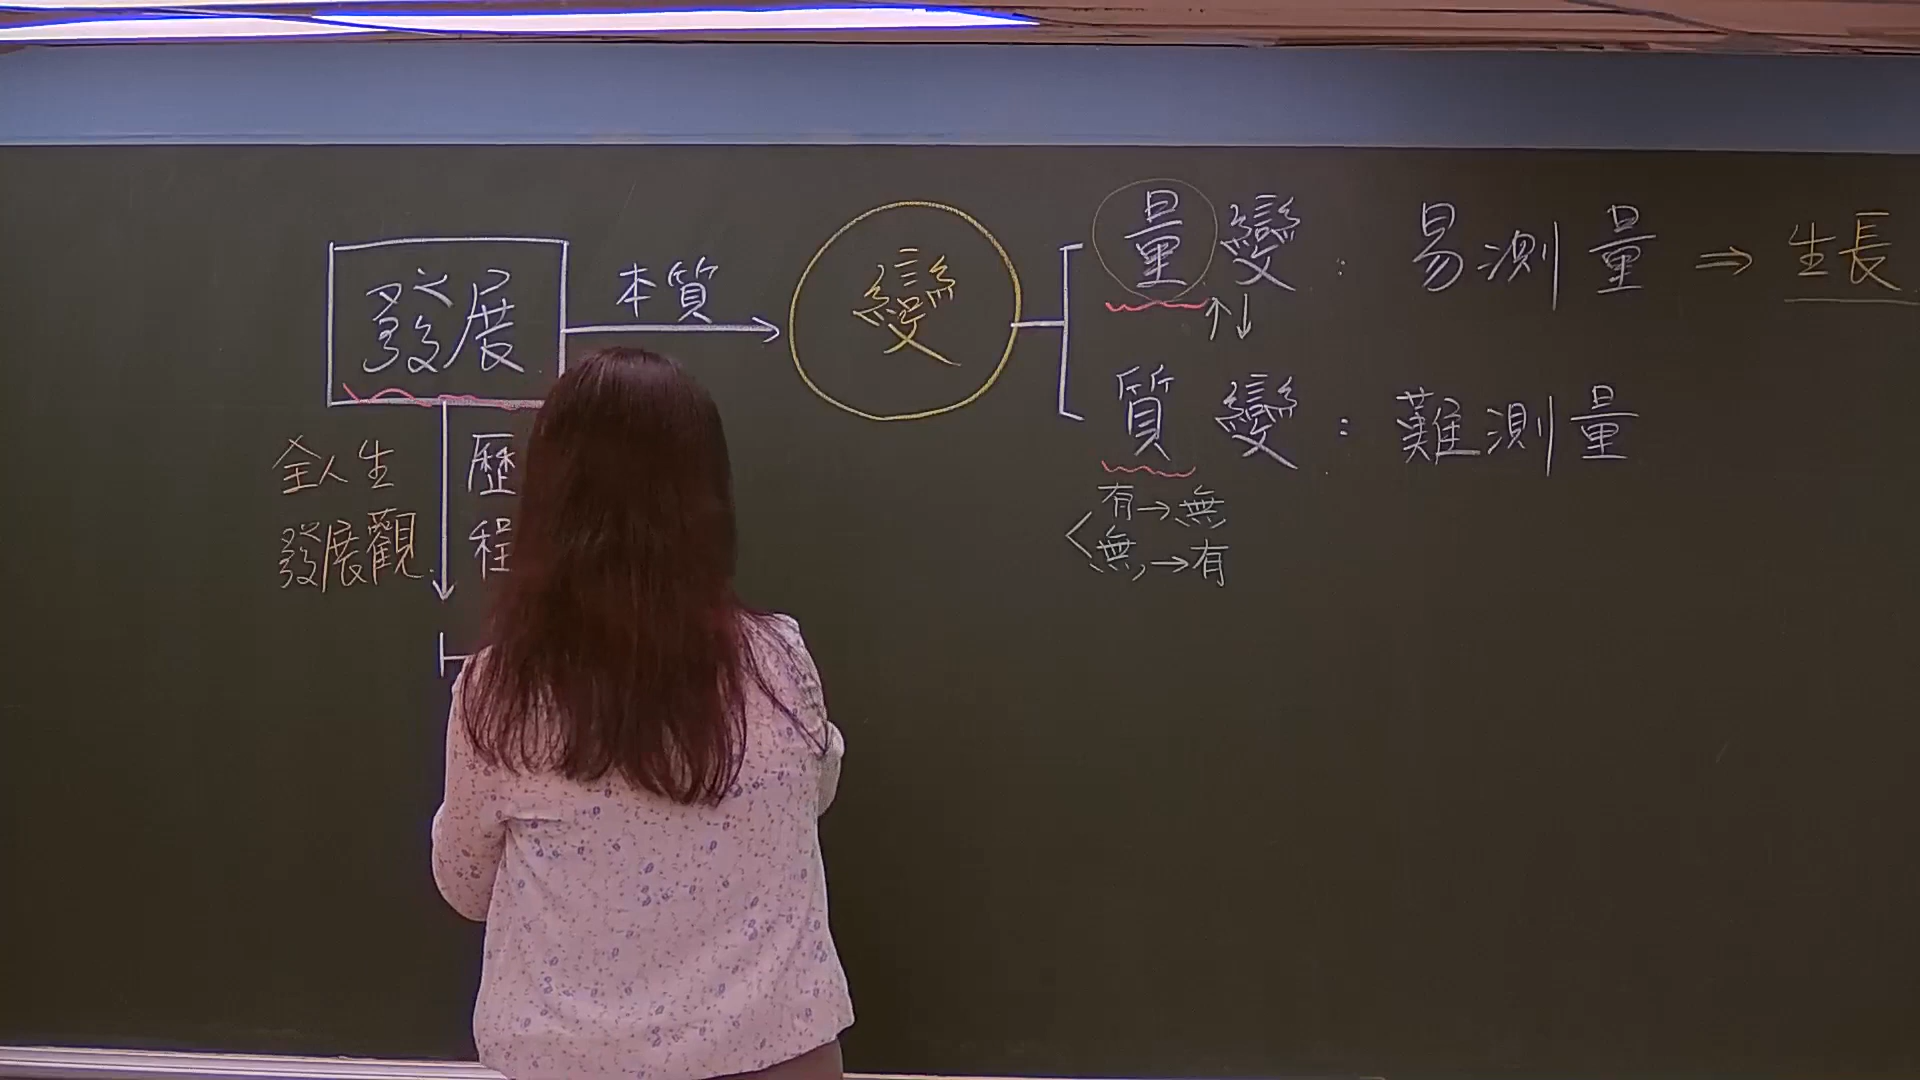 發展
本質
變
量變：易測量⇒生長
質變：難測量
有→無
無→有
全人生
發展觀
歷
程